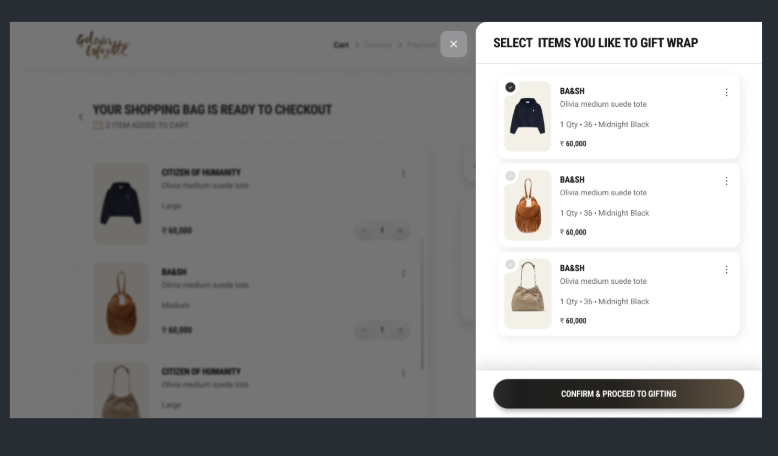 Cart > Delivery > Payment
YOUR SHOPPING BAG IS READY TO CHECKOUT
2 ITEM ADDED TO CART
CITIZEN OF HUMANITY
Olivia medium suede tote
Large
₹ 60,000
1
BA&SH
Olivia medium suede tote
Medium
₹ 60,000
1
CITIZEN OF HUMANITY
Olivia medium suede tote
Large
SELECT ITEMS YOU LIKE TO GIFT WRAP
BA&SH
Olivia medium suede tote
1 Qty • 36 • Midnight Black
₹ 60,000
BA&SH
Olivia medium suede tote
1 Qty • 36 • Midnight Black
₹ 60,000
BA&SH
Olivia medium suede tote
1 Qty • 36 • Midnight Black
₹ 60,000
CONFIRM & PROCEED TO GIFTING